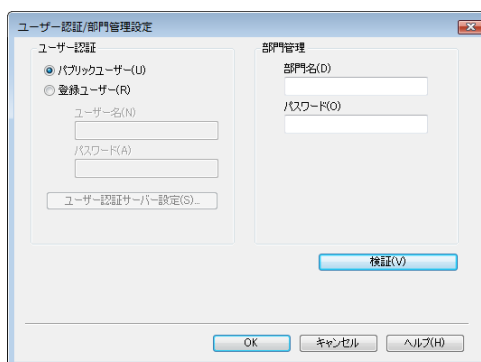 ユーザー認証/部門管理設定
ユーザー認証
パブリックユーザー(U)
登録ユーザー(R)
ユーザー名(N)
パスワード(A)
ユーザー認証サーバー設定(S)...
部門管理
部門名(D)
パスワード(O)
検証(V)
OK
キャンセル
ヘルプ(H)